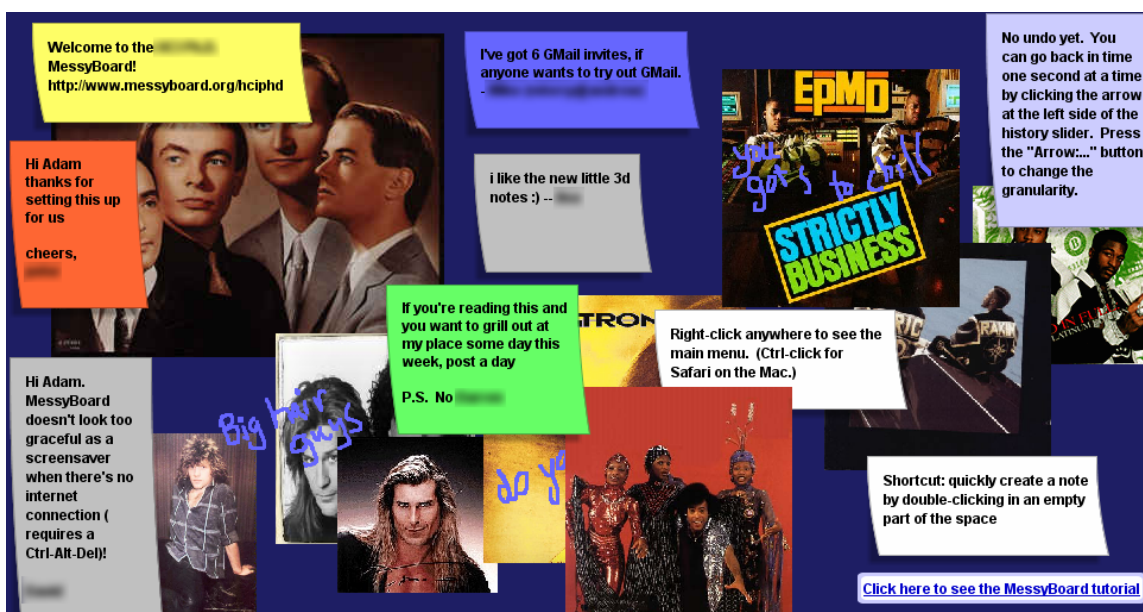 Welcome to the
MessyBoard!
http://www.messyboard.org/hciphd
I've got 6 GMail invites, if
anyone wants to try out GMail.
-
No undo yet. You
can go back in time
one second at a time
by clicking the arrow
at the left side of the
history slider. Press
the "Arrow:..." button
to change the
granularity.
Hi Adam
thanks for
setting this up
for us
cheers,
i like the new little 3d
notes :) --
EPMD
you
gots to chill
STRICTLY
BUSINESS
If you're reading this and
you want to grill out at
my place some day this
week, post a day
P.S. No
TRON
Right-click anywhere to see the
main menu. (Ctrl-click for
Safari on the Mac.)
RIC
RAKIM
IN FULL
PLATINUM
Hi Adam.
MessyBoard
doesn't look too
graceful as a
screensaver
when there's no
internet
connection (
requires a
Ctrl-Alt-Del)!
Big hair
guys
do yo
Shortcut: quickly create a note
by double-clicking in an empty
part of the space
Click here to see the MessyBoard tutorial